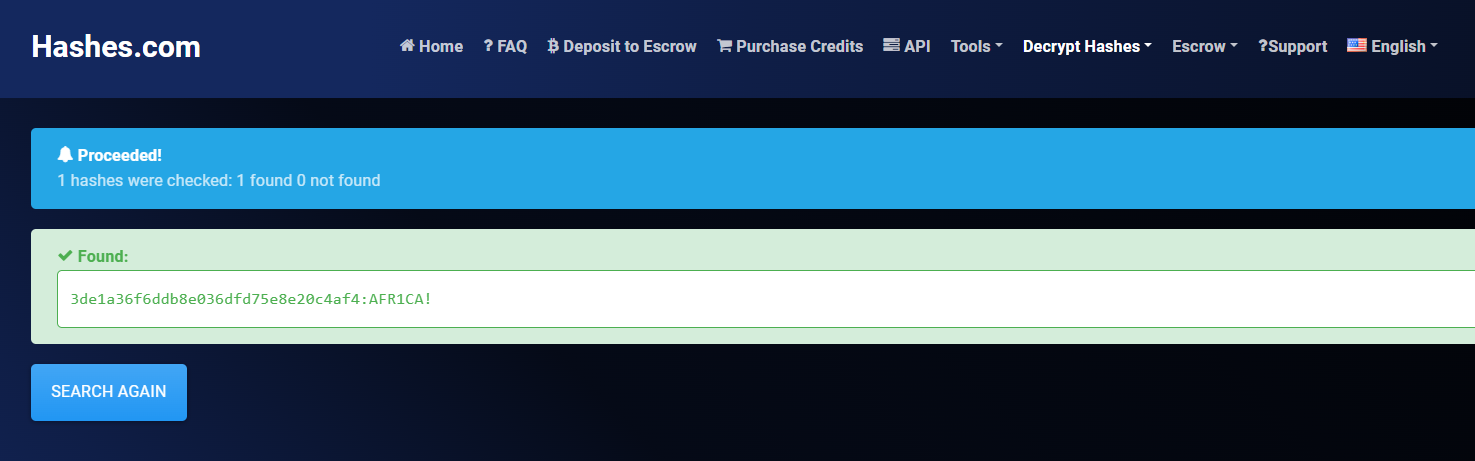 Hashes.com
Home ? FAQ Deposit to Escrow Purchase Credits API Tools Decrypt Hashes Escrow ?Support English
Proceeded!
1 hashes were checked: 1 found 0 not found
Found:
3de1a36f6ddb8e036dfd75e8e20c4af4:AFR1CA!
SEARCH AGAIN